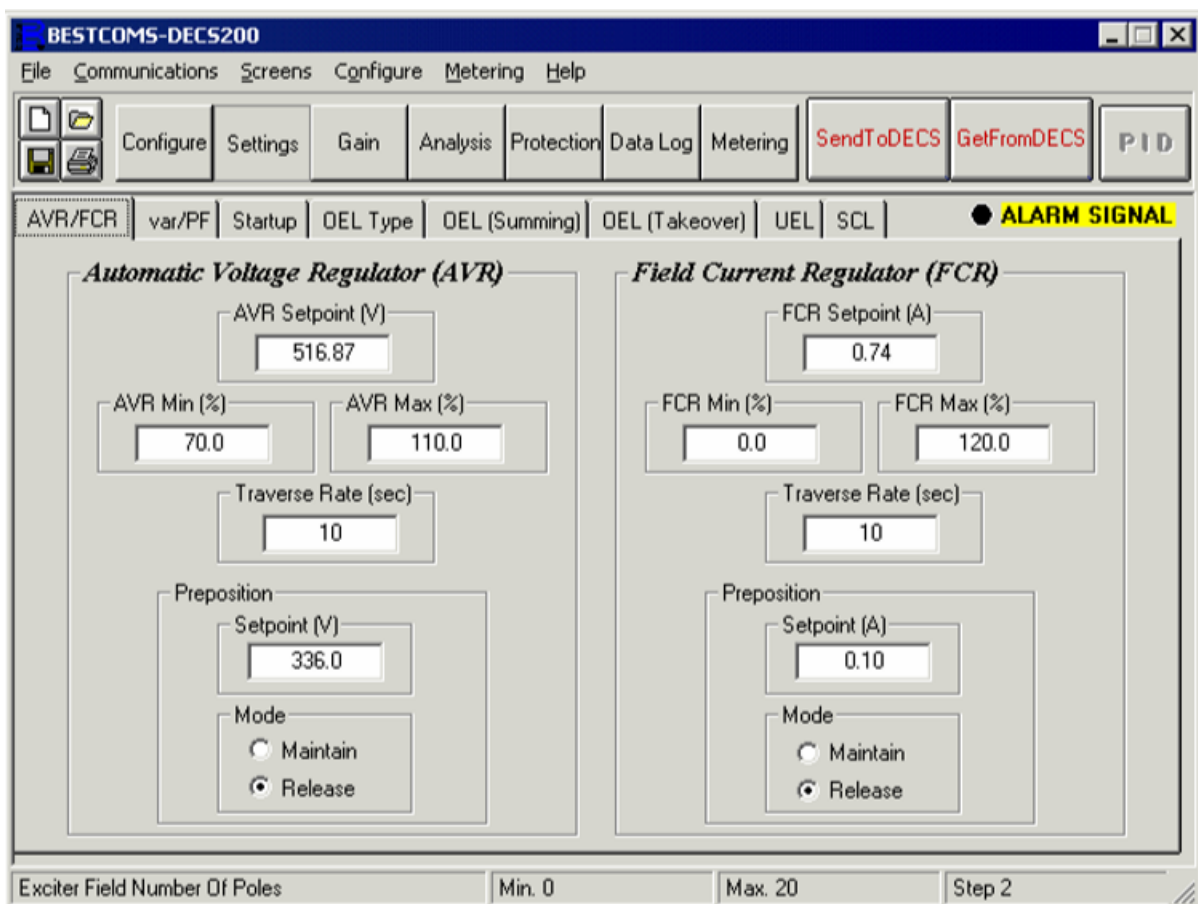 BESTCOMS-DECS200
File Communications Screens Configure Metering Help
Configure Settings Gain Analysis Protection Data Log Metering SendToDECS GetFromDECS PID
AVR/FCR var/PF Startup OEL Type OEL (Summing) OEL (Takeover) UEL SCL ALARM SIGNAL
Automatic Voltage Regulator (AVR)
AVR Setpoint (V)
516.87
AVR Min (%) AVR Max (%)
70.0 110.0
Traverse Rate (sec)
10
Preposition
Setpoint (V)
336.0
Mode
Maintain
Release
Field Current Regulator (FCR)
FCR Setpoint (A)
0.74
FCR Min (%) FCR Max (%)
0.0 120.0
Traverse Rate (sec)
10
Preposition
Setpoint (A)
0.10
Mode
Maintain
Release
Exciter Field Number Of Poles Min. 0 Max. 20 Step 2